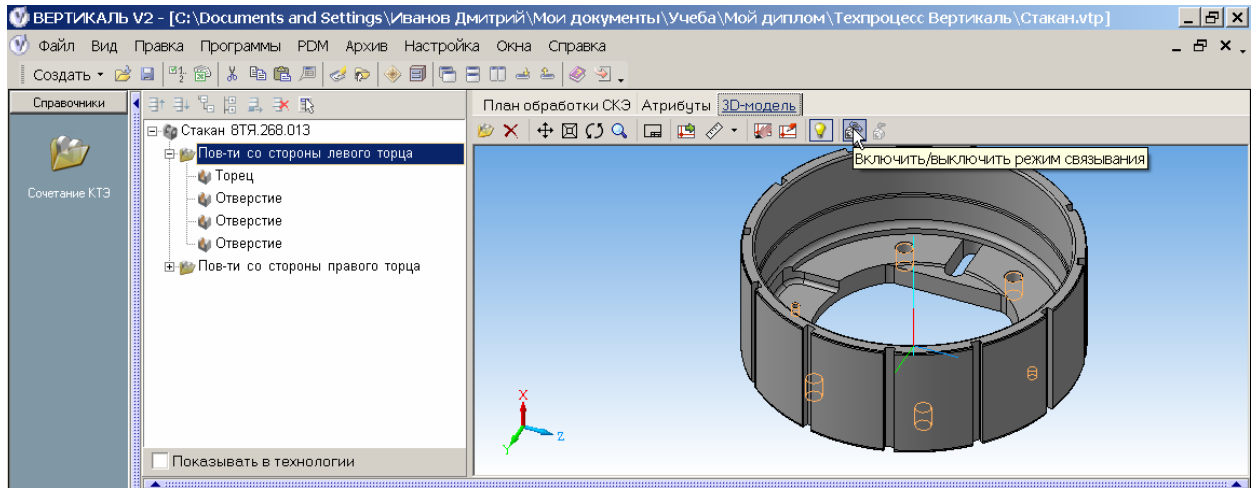 ВЕРТИКАЛЬ V2 - [C:\Documents and Settings\Иванов Дмитрий\Мои документы\Учеба\Мой диплом\Техпроцесс Вертикаль\Стакан.vtp]
Файл Вид Правка Программы PDM Архив Настройка Окна Справка
Создать
Справочники
План обработки СКЭ Атрибуты 3D-модель
Стакан 8ТЯ.268.013
Пов-ти со стороны левого торца
Включить/выключить режим связывания
Торец
Сочетание КТЭ
Отверстие
Отверстие
Отверстие
Пов-ти со стороны правого торца
X
Z
Y
Показывать в технологии